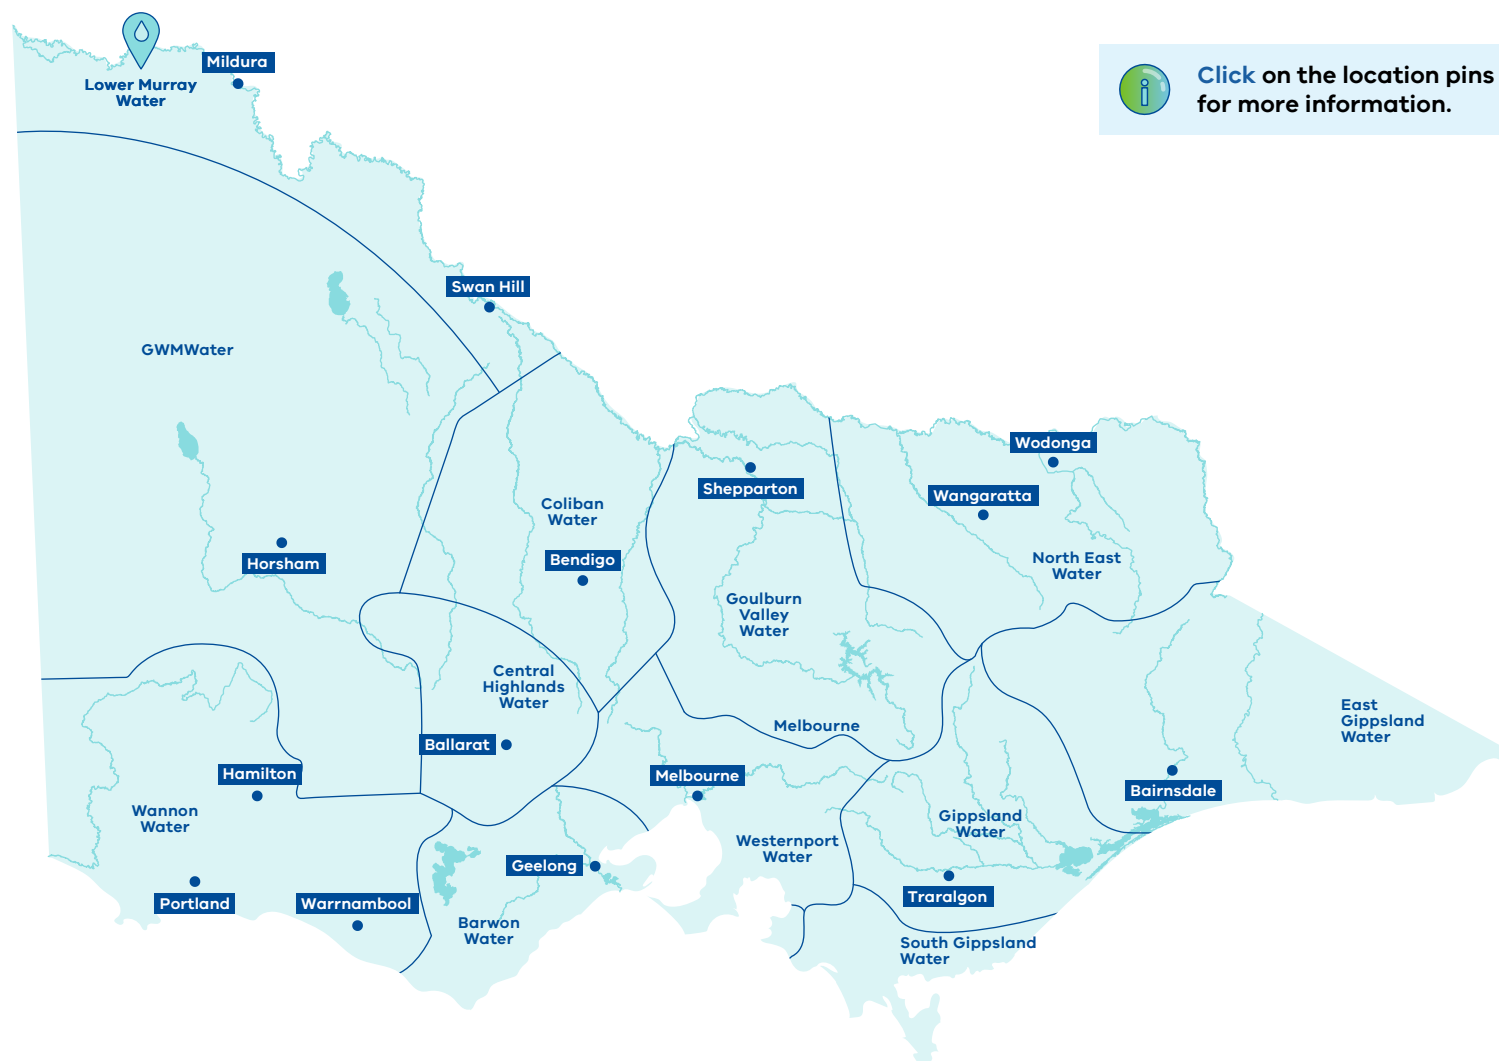 Mildura
Lower Murray
Water
Click on the location pins
for more information.
Swan Hill
GWMWater
Wodonga
Shepparton
Wangaratta
Coliban
Water
Bendigo
Horsham
North East
Water
Goulburn
Valley
Water
Central
Highlands
Water
East
Gippsland
Water
Melbourne
Ballarat
Hamilton
Melbourne
Bairnsdale
Wannon
Water
Gippsland
Water
Westernport
Water
Geelong
Traralgon
Portland
Warrnambool
Barwon
Water
South Gippsland
Water